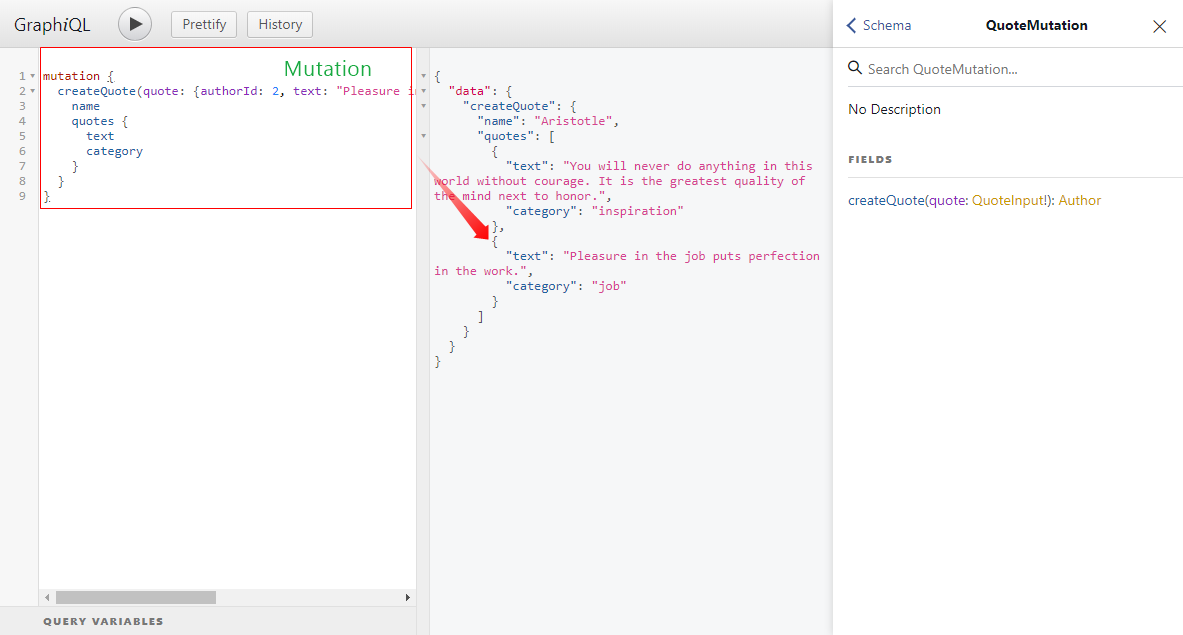 GraphiQL
Prettify
History
Mutation
1 mutation {
2 createQuote(quote: {authorId: 2, text: "Pleasure
3 name
4 quotes {
5 text
6 category
7 }
8 }
9 }
QUERY VARIABLES
{
"data": {
"createQuote": {
"name": "Aristotle",
"quotes": [
{
"text": "You will never do anything in this
world without courage. It is the greatest quality of
the mind next to honor.",
"category": "inspiration"
},
{
"text": "Pleasure in the job puts perfection
in the work.",
"category": "job"
}
]
}
}
}
Schema
QuoteMutation
Search QuoteMutation...
No Description
FIELDS
createQuote(quote: QuoteInput!): Author